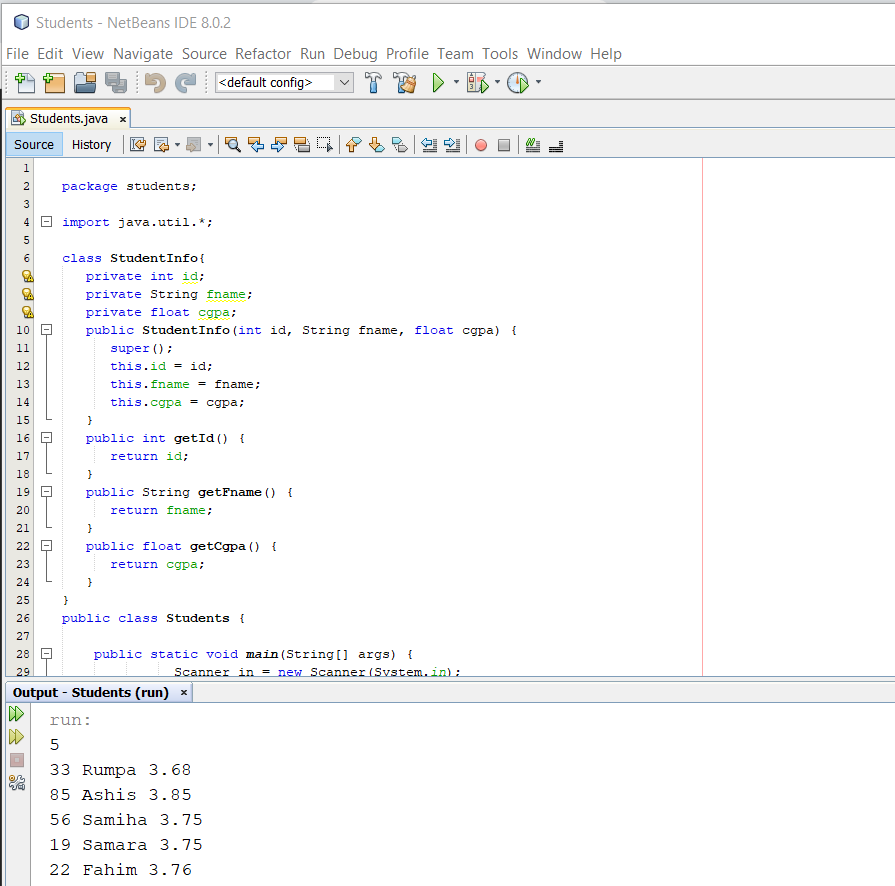 Students - NetBeans IDE 8.0.2
File Edit View Navigate Source Refactor Run Debug Profile Team Tools Window Help
<default config>
Students.java ×
Source History
1
2 package students;
3
4 import java.util.*;
5
6 class StudentInfo{
private int id;
private String fname;
private float cgpa;
10 public StudentInfo(int id, String fname, float cgpa) {
11 super();
12 this.id = id;
13 this.fname = fname;
14 this.cgpa = cgpa;
15 }
16 public int getId() {
17 return id;
18 }
19 public String getFname() {
20 return fname;
21 }
22 public float getCgpa() {
23 return cgpa;
24 }
25 }
26 public class Students {
27
28 public static void main(String[] args) {
29 Scanner in = new Scanner(System.in);
Output - Students (run) ×
run:
5
33 Rumpa 3.68
85 Ashis 3.85
56 Samiha 3.75
19 Samara 3.75
22 Fahim 3.76